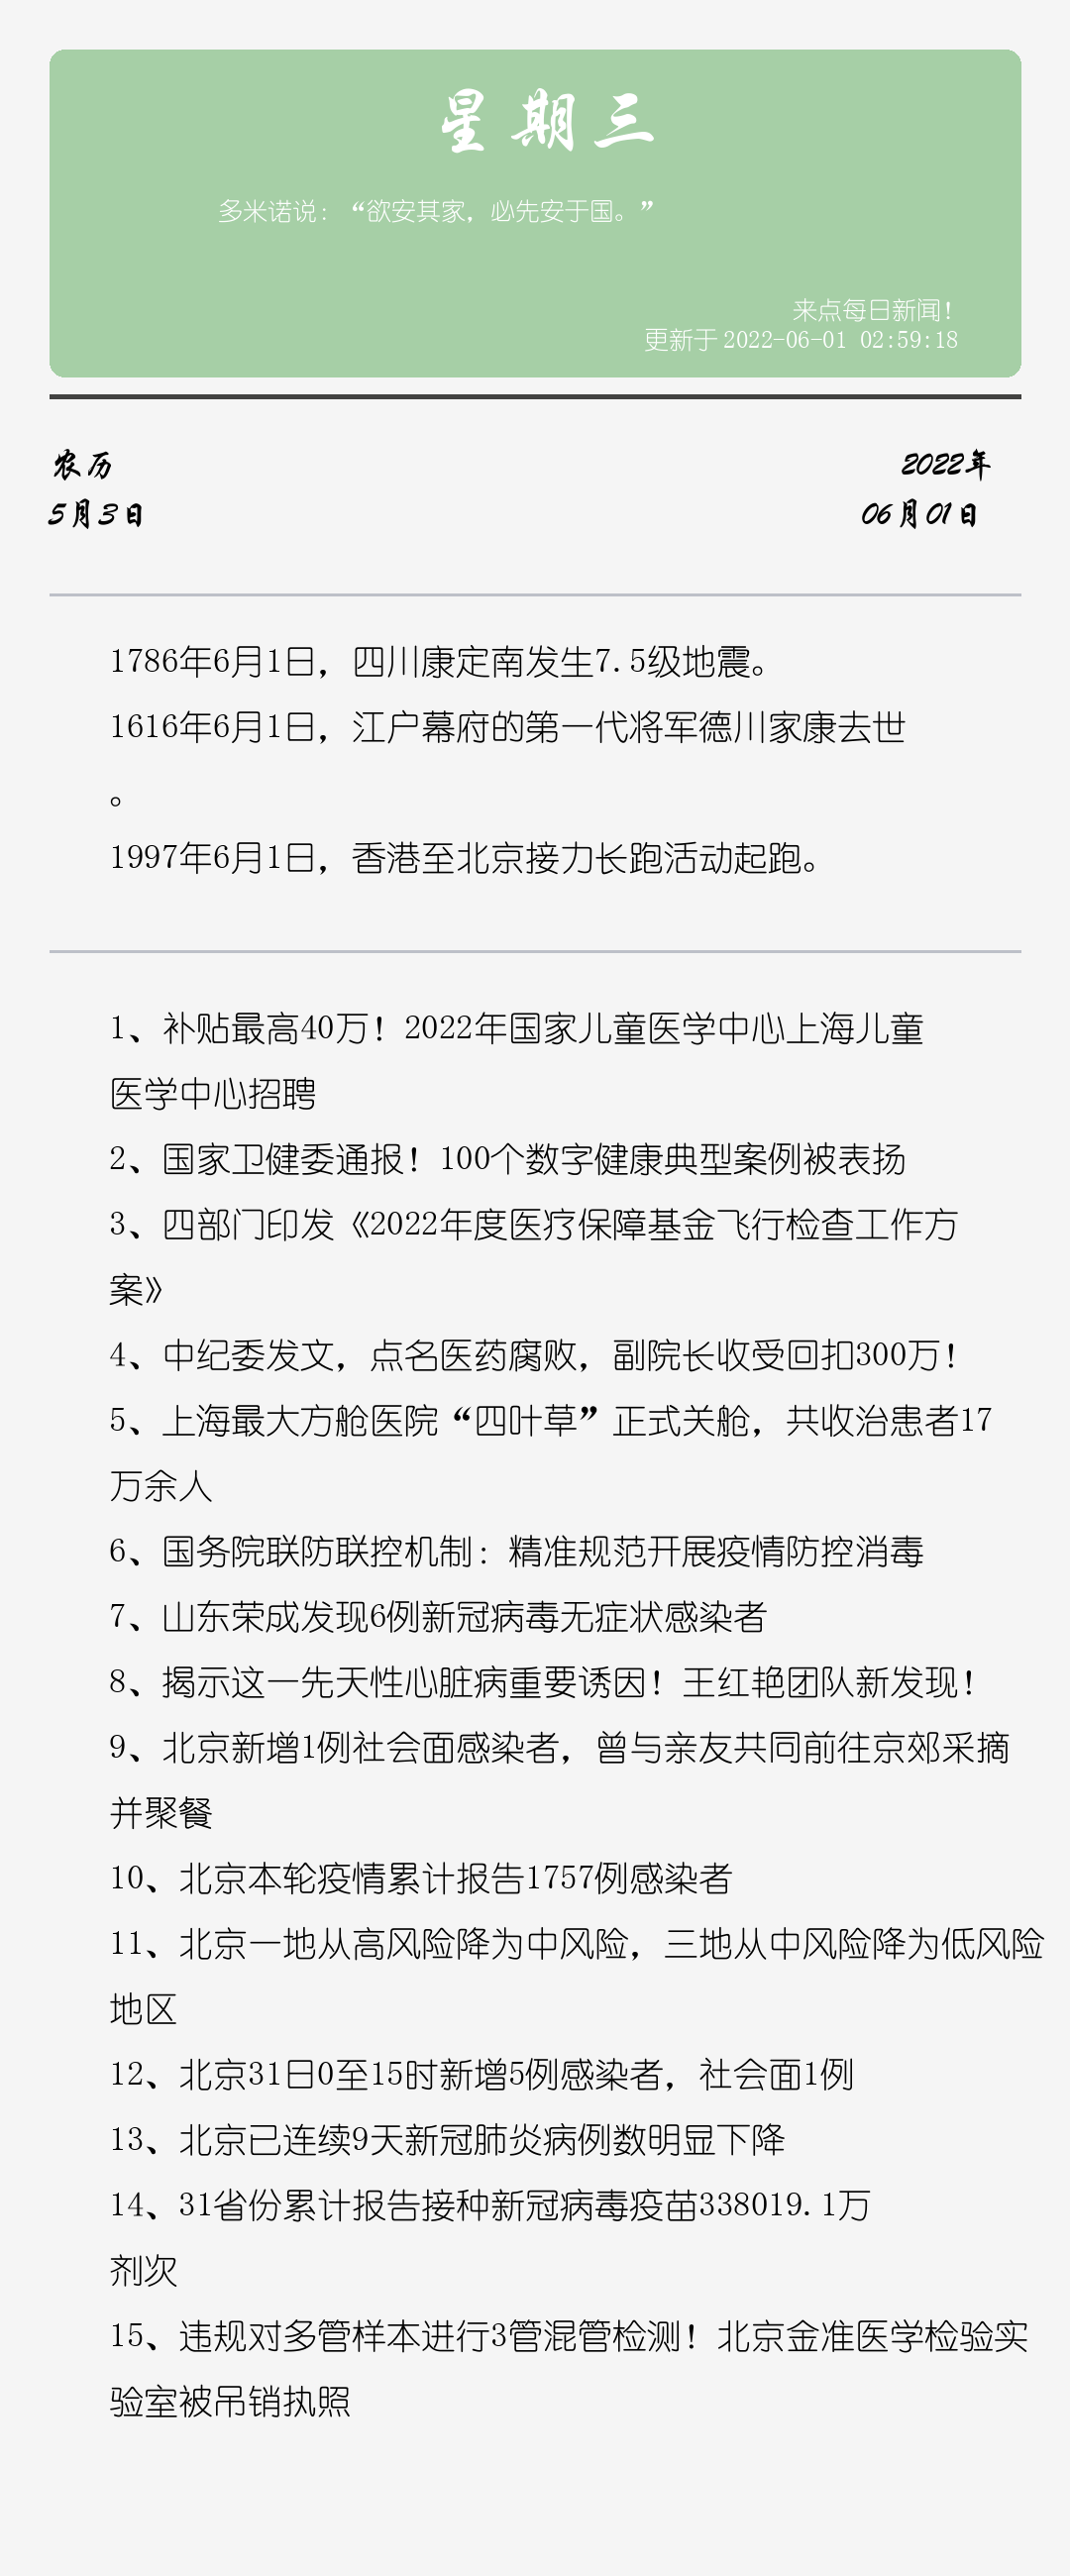 星期三
多米诺说：“欲安其家，必先安于国。”
来点每日新闻！
更新于 2022-06-01 02:59:18
农历
5月3日
2022年
06月01日
1786年6月1日，四川康定南发生7.5级地震。
1616年6月1日，江户幕府的第一代将军德川家康去世
。
1997年6月1日，香港至北京接力长跑活动起跑。
1、补贴最高40万！2022年国家儿童医学中心上海儿童
医学中心招聘
2、国家卫健委通报！100个数字健康典型案例被表扬
3、四部门印发《2022年度医疗保障基金飞行检查工作方
案》
4、中纪委发文，点名医药腐败，副院长收受回扣300万！
5、上海最大方舱医院“四叶草”正式关舱，共收治患者17
万余人
6、国务院联防联控机制：精准规范开展疫情防控消毒
7、山东荣成发现6例新冠病毒无症状感染者
8、揭示这一先天性心脏病重要诱因！王红艳团队新发现！
9、北京新增1例社会面感染者，曾与亲友共同前往京郊采摘
并聚餐
10、北京本轮疫情累计报告1757例感染者
11、北京一地从高风险降为中风险，三地从中风险降为低风险
地区
12、北京31日0至15时新增5例感染者，社会面1例
13、北京已连续9天新冠肺炎病例数明显下降
14、31省份累计报告接种新冠病毒疫苗338019.1万
剂次
15、违规对多管样本进行3管混管检测！北京金准医学检验实
验室被吊销执照